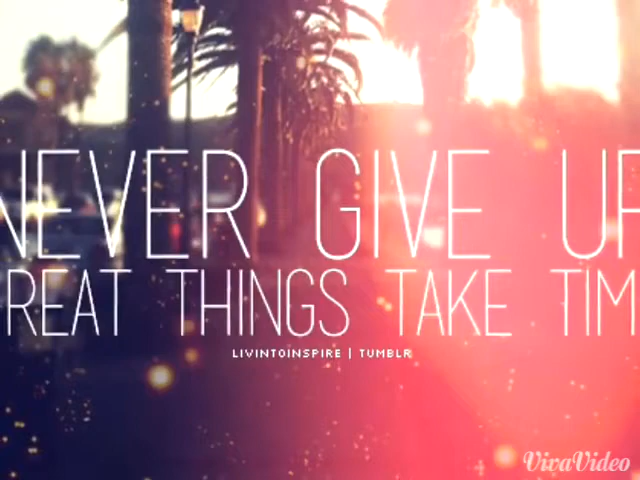 NEVER GIVE UP
REAT THINGS TAKE TIM
LIVINTOINSPIRE | TUMBLR
VivaVideo